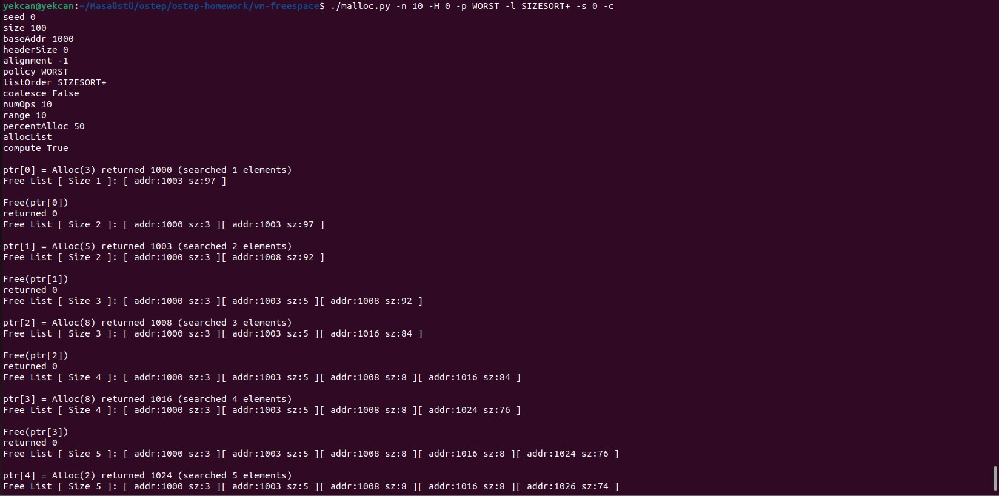 yekcan@yekcan:~/Masaüstü/ostep/ostep-homework/vm-freespace$ ./malloc.py -n 10 -H 0 -p WORST -l SIZESORT+ -s 0 -c
seed 0
size 100
baseAddr 1000
headerSize 0
alignment -1
policy WORST
listOrder SIZESORT+
coalesce False
numOps 10
range 10
percentAlloc 50
allocList
compute True

ptr[0] = Alloc(3) returned 1000 (searched 1 elements)
Free List [ Size 1 ]: [ addr:1003 sz:97 ]

Free(ptr[0])
returned 0
Free List [ Size 2 ]: [ addr:1000 sz:3 ][ addr:1003 sz:97 ]

ptr[1] = Alloc(5) returned 1003 (searched 2 elements)
Free List [ Size 2 ]: [ addr:1000 sz:3 ][ addr:1008 sz:92 ]

Free(ptr[1])
returned 0
Free List [ Size 3 ]: [ addr:1000 sz:3 ][ addr:1003 sz:5 ][ addr:1008 sz:92 ]

ptr[2] = Alloc(8) returned 1008 (searched 3 elements)
Free List [ Size 3 ]: [ addr:1000 sz:3 ][ addr:1003 sz:5 ][ addr:1016 sz:84 ]

Free(ptr[2])
returned 0
Free List [ Size 4 ]: [ addr:1000 sz:3 ][ addr:1003 sz:5 ][ addr:1008 sz:8 ][ addr:1016 sz:84 ]

ptr[3] = Alloc(8) returned 1016 (searched 4 elements)
Free List [ Size 4 ]: [ addr:1000 sz:3 ][ addr:1003 sz:5 ][ addr:1008 sz:8 ][ addr:1024 sz:76 ]

Free(ptr[3])
returned 0
Free List [ Size 5 ]: [ addr:1000 sz:3 ][ addr:1003 sz:5 ][ addr:1008 sz:8 ][ addr:1016 sz:8 ][ addr:1024 sz:76 ]

ptr[4] = Alloc(2) returned 1024 (searched 5 elements)
Free List [ Size 5 ]: [ addr:1000 sz:3 ][ addr:1003 sz:5 ][ addr:1008 sz:8 ][ addr:1016 sz:8 ][ addr:1026 sz:74 ]